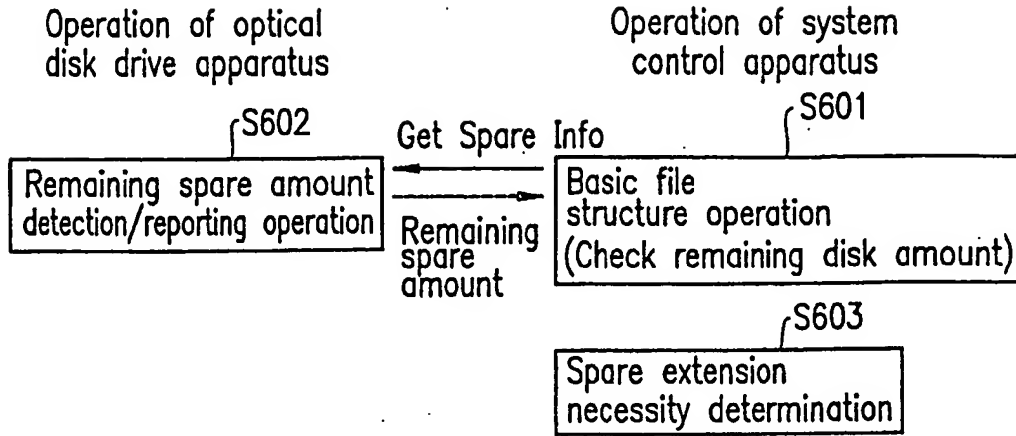 Operation of optical
disk drive apparatus
Operation of system
control apparatus
S602
Get Spare Info
S601
Remaining spare amount
detection/reporting operation
Remaining
spare
amount
Basic file
structure operation
(Check remaining disk amount)
S603
Spare extension
necessity determination